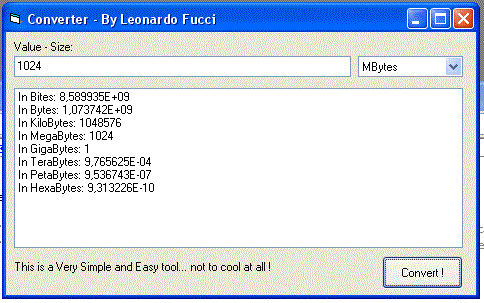 Converter - By Leonardo Fucci
Value - Size:
1024
MBytes
In Bites: 8,589935E+09
In Bytes: 1,073742E+09
In KiloBytes: 1048576
In MegaBytes: 1024
In GigaBytes: 1
In TeraBytes: 9,765625E-04
In PetaBytes: 9,536743E-07
In HexaBytes: 9,313226E-10
This is a Very Simple and Easy tool... not to cool at all !
Convert !